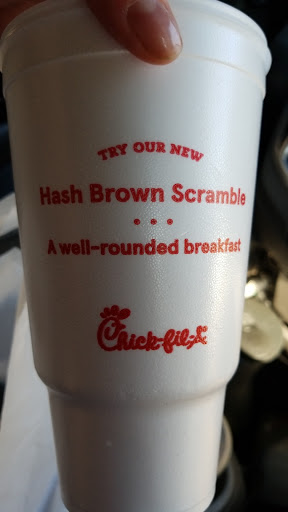 TRY OUR NEW
Hash Brown Scramble
• • •
A well-rounded breakfast
Chick-fil-A